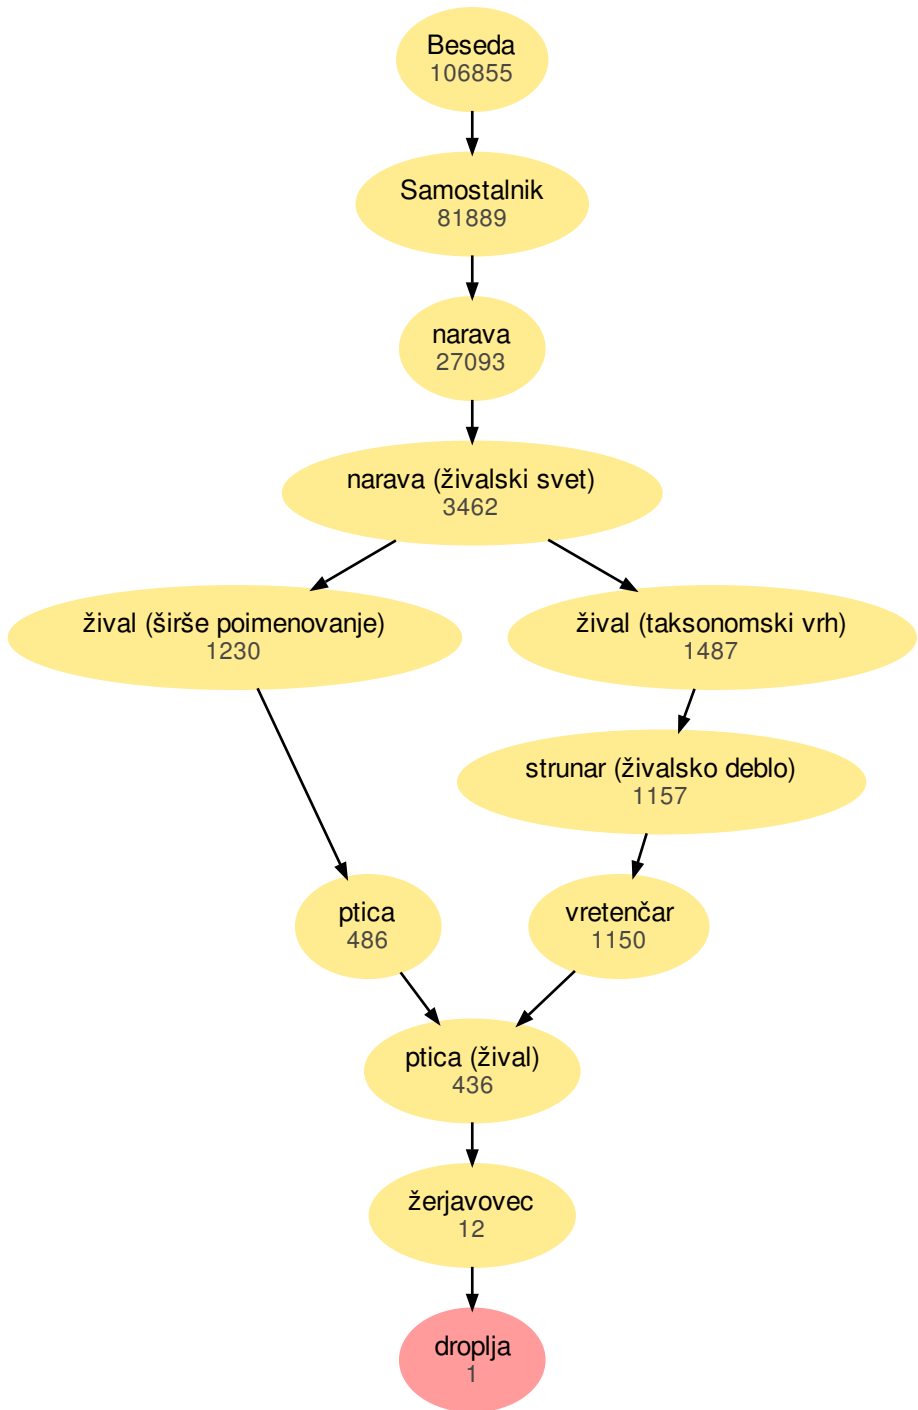 Beseda
106855
Samostalnik
81889
narava
27093
narava (živalski svet)
3462
žival (širše poimenovanje)
1230
žival (taksonomski vrh)
1487
strunar (živalsko deblo)
1157
ptica
486
vretenčar
1150
ptica (žival)
436
žerjavovec
12
droplja
1